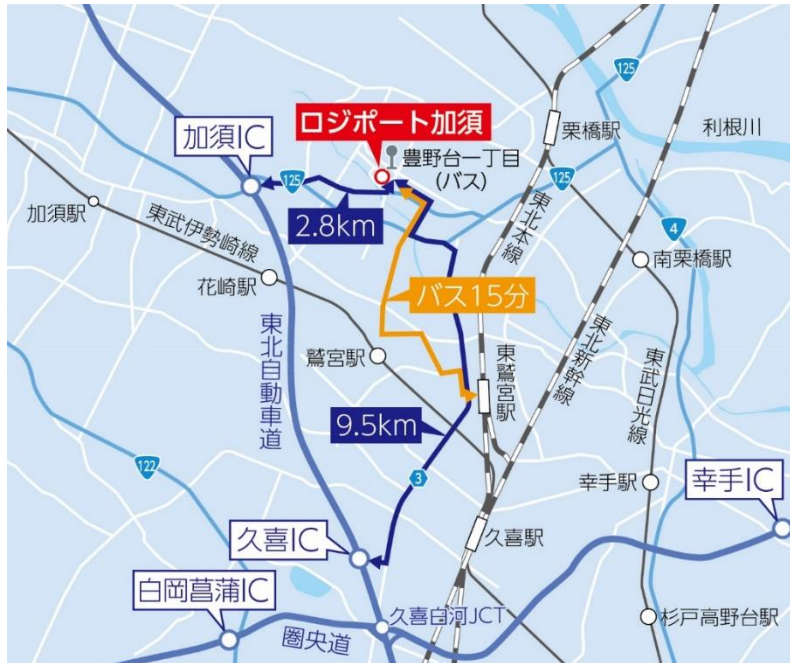 125
125
栗橋駅
利根川
加須IC
ロジポート加須
豊野台一丁目
(バス)
125
4
加須駅
東武伊勢崎線
2.8km
東北本線
南栗橋駅
花崎駅
バス15分
東北自動車道
鷲宮駅
東鷲宮駅
東北新幹線
東武日光線
9.5km
122
3
幸手駅
幸手IC
久喜IC
久喜駅
白岡菖蒲IC
久喜白河JCT
圏央道
杉戸高野台駅